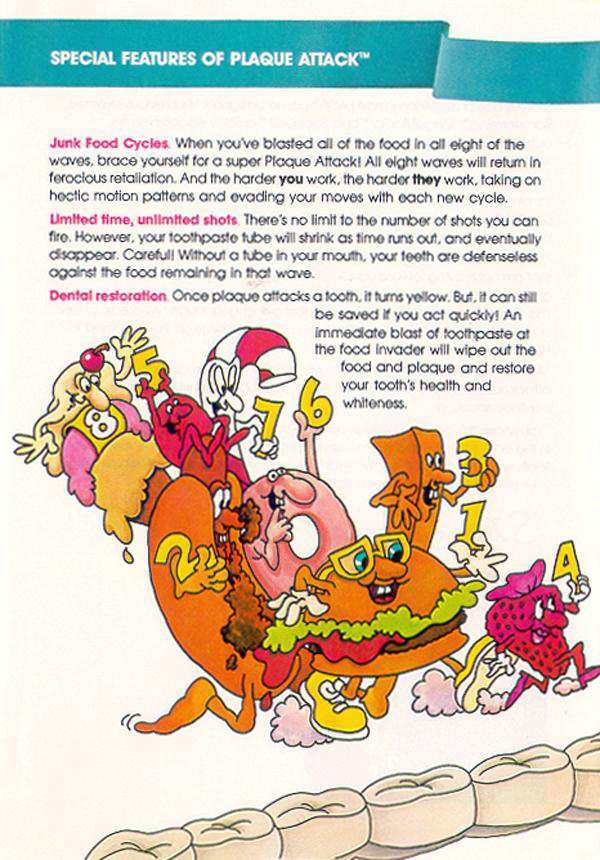 SPECIAL FEATURES OF PLAQUE ATTACK™
Junk Food Cycles. When you've blasted all of the food in all eight of the
waves, brace yourself for a super Plaque Attack! All eight waves will return in
ferocious retaliation. And the harder you work, the harder they work, taking on
hectic motion patterns and evading your moves with each new cycle.
Limited time, unlimited shots. There's no limit to the number of shots you can
fire. However, your toothpaste tube will shrink as time runs out, and eventually
disappear. Careful! Without a tube in your mouth, your teeth are defenseless
against the food remaining in that wave.
Dental restoration. Once plaque attacks a tooth, it turns yellow. But, it can still
be saved if you act quickly! An
immediate blast of toothpaste at
the food invader will wipe out the
food and plaque and restore
your tooth's health and
whiteness.
5
8
7
6
3
1
2
4